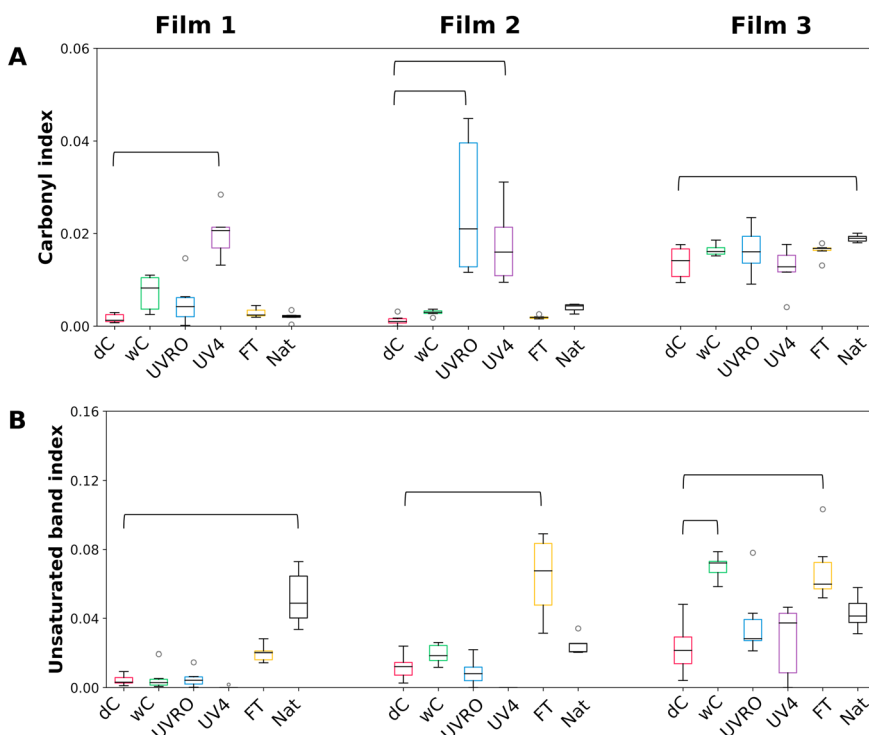 Film 1 Film 2 Film 3
A
Carbonyl index
0.06
0.04
0.02
0.00
dC wC UVRO UV4 FT Nat dC wC UVRO UV4 FT Nat dC wC UVRO UV4 FT Nat
B
Unsaturated band index
0.16
0.12
0.08
0.04
0.00
dC wC UVRO UV4 FT Nat dC wC UVRO UV4 FT Nat dC wC UVRO UV4 FT Nat